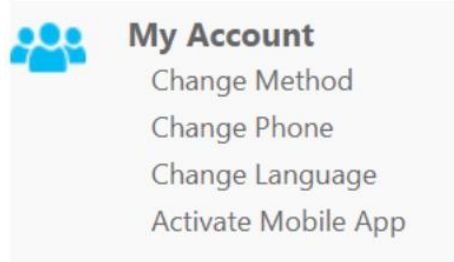 My Account
Change Method
Change Phone
Change Language
Activate Mobile App